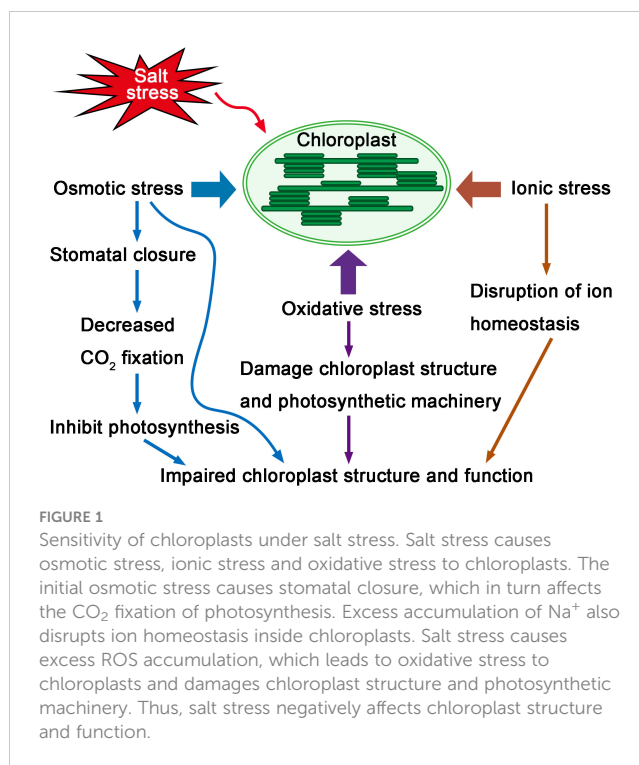 Salt
stress
Chloroplast
Osmotic stress
Ionic stress
Stomatal closure
Oxidative stress
Disruption of ion
homeostasis
Decreased
CO₂ fixation
Damage chloroplast structure
and photosynthetic machinery
Inhibit photosynthesis
Impaired chloroplast structure and function
FIGURE 1
Sensitivity of chloroplasts under salt stress. Salt stress causes
osmotic stress, ionic stress and oxidative stress to chloroplasts. The
initial osmotic stress causes stomatal closure, which in turn affects
the CO₂ fixation of photosynthesis. Excess accumulation of Na⁺ also
disrupts ion homeostasis inside chloroplasts. Salt stress causes
excess ROS accumulation, which leads to oxidative stress to
chloroplasts and damages chloroplast structure and photosynthetic
machinery. Thus, salt stress negatively affects chloroplast structure
and function.